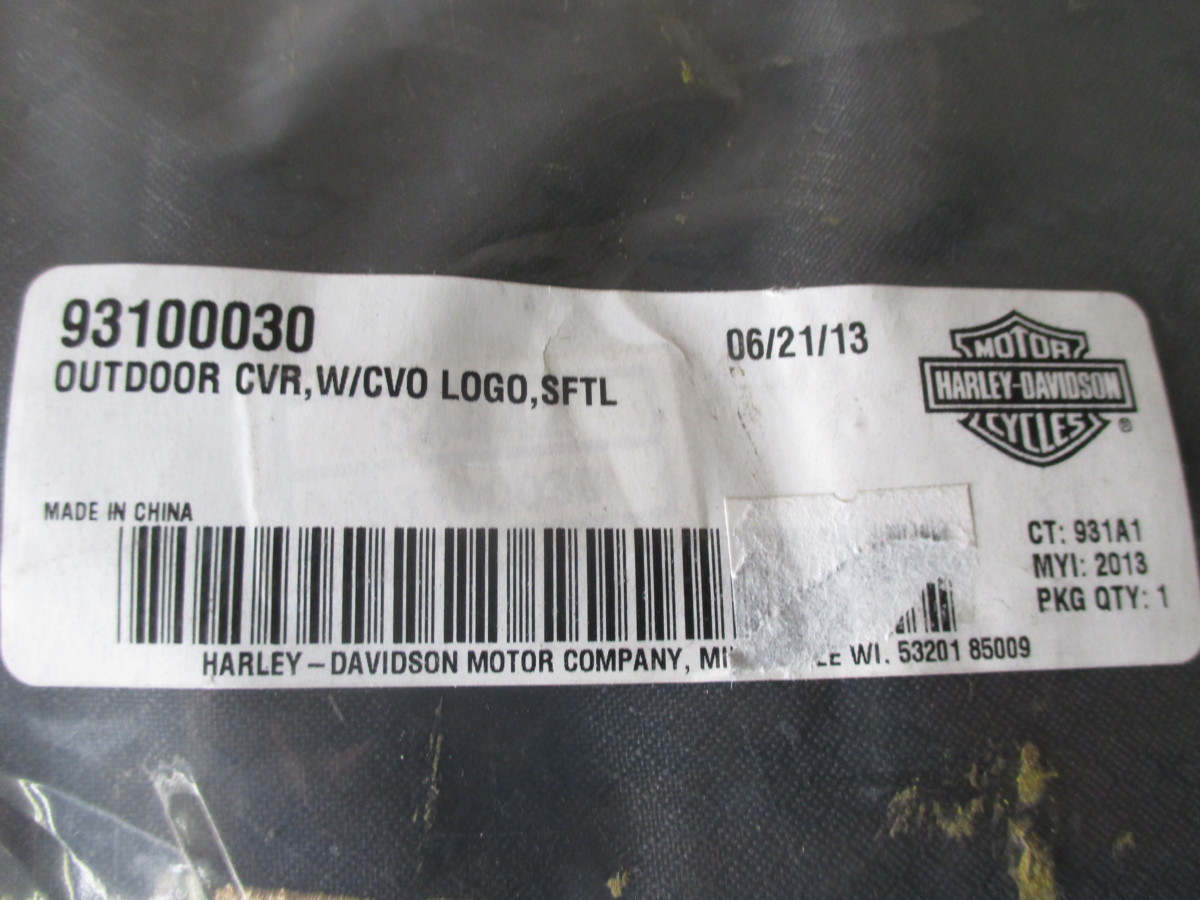 93100030
06/21/13
OUTDOOR CVR,W/CVO LOGO,SFTL
MOTOR
HARLEY-DAVIDSON
CYCLES
®
MADE IN CHINA
CT: 931A1
MYI: 2013
PKG QTY: 1
HARLEY-DAVIDSON MOTOR COMPANY, WI. 53201 85009